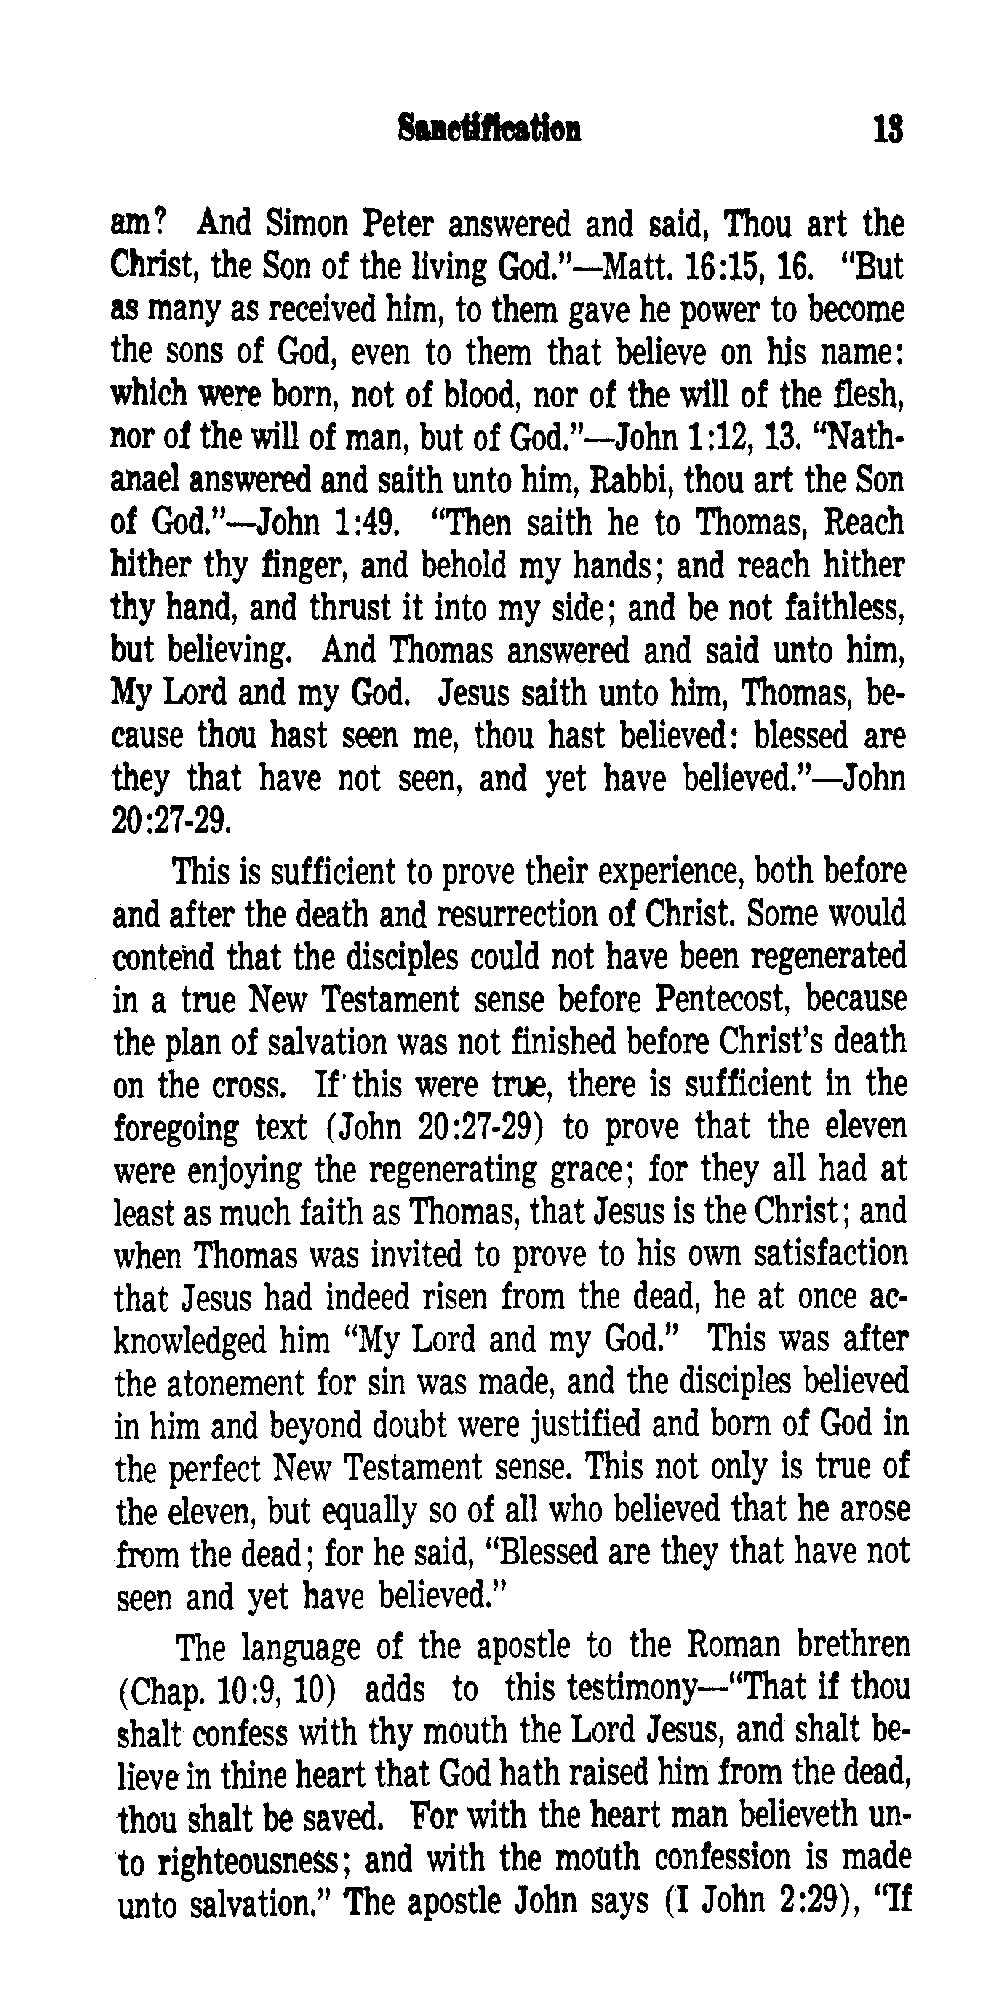 Sanctification 13
am? And Simon Peter answered and said, Thou art the
Christ, the Son of the living God.”—Matt. 16:15, 16. “But
as many as received him, to them gave he power to become
the sons of God, even to them that believe on his name:
which were born, not of blood, nor of the will of the flesh,
nor of the will of man, but of God.”—John 1:12, 13. “Nath-
anael answered and saith unto him, Rabbi, thou art the Son
of God.”—John 1:49. “Then saith he to Thomas, Reach
hither thy finger, and behold my hands; and reach hither
thy hand, and thrust it into my side; and be not faithless,
but believing. And Thomas answered and said unto him,
My Lord and my God. Jesus saith unto him, Thomas, be-
cause thou hast seen me, thou hast believed: blessed are
they that have not seen, and yet have believed.”—John
20:27-29.
This is sufficient to prove their experience, both before
and after the death and resurrection of Christ. Some would
contend that the disciples could not have been regenerated
in a true New Testament sense before Pentecost, because
the plan of salvation was not finished before Christ’s death
on the cross. If this were true, there is sufficient in the
foregoing text (John 20:27-29) to prove that the eleven
were enjoying the regenerating grace; for they all had at
least as much faith as Thomas, that Jesus is the Christ; and
when Thomas was invited to prove to his own satisfaction
that Jesus had indeed risen from the dead, he at once ac-
knowledged him “My Lord and my God.” This was after
the atonement for sin was made, and the disciples believed
in him and beyond doubt were justified and born of God in
the perfect New Testament sense. This not only is true of
the eleven, but equally so of all who believed that he arose
from the dead; for he said, “Blessed are they that have not
seen and yet have believed.”
The language of the apostle to the Roman brethren
(Chap. 10:9, 10) adds to this testimony—“That if thou
shalt confess with thy mouth the Lord Jesus, and shalt be-
lieve in thine heart that God hath raised him from the dead,
thou shalt be saved. For with the heart man believeth un-
to righteousness; and with the mouth confession is made
unto salvation.” The apostle John says (I John 2:29), “If